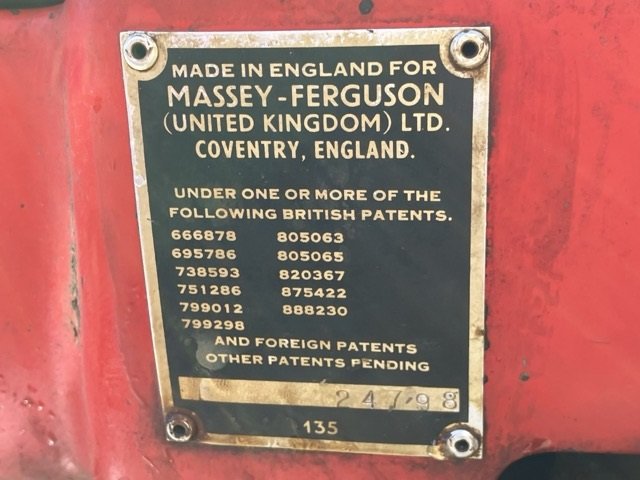 MADE IN ENGLAND FOR
MASSEY-FERGUSON
(UNITED KINGDOM) LTD.
COVENTRY, ENGLAND.
UNDER ONE OR MORE OF THE
FOLLOWING BRITISH PATENTS.
666878 805063
695786 805065
738593 820367
751286 875422
799012 888230
799298
AND FOREIGN PATENTS
OTHER PATENTS PENDING
135